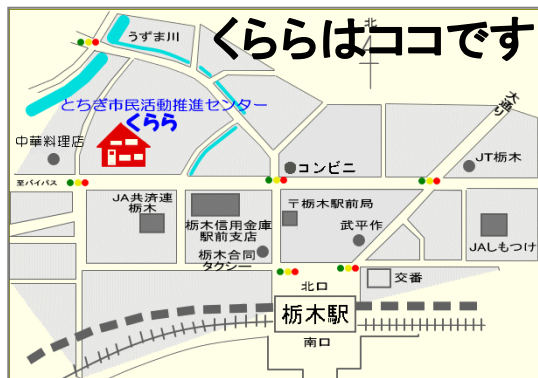 くららはココです
北
うずま川
大通り
とちぎ市民活動推進センター
くらら
中華料理店
コンビニ
JT栃木
至バイパス
JA共済連
栃木
栃木信用金庫
駅前支店
〒栃木駅前局
武平作
JAしもつけ
栃木合同
タクシー
北口
交番
栃木駅
南口